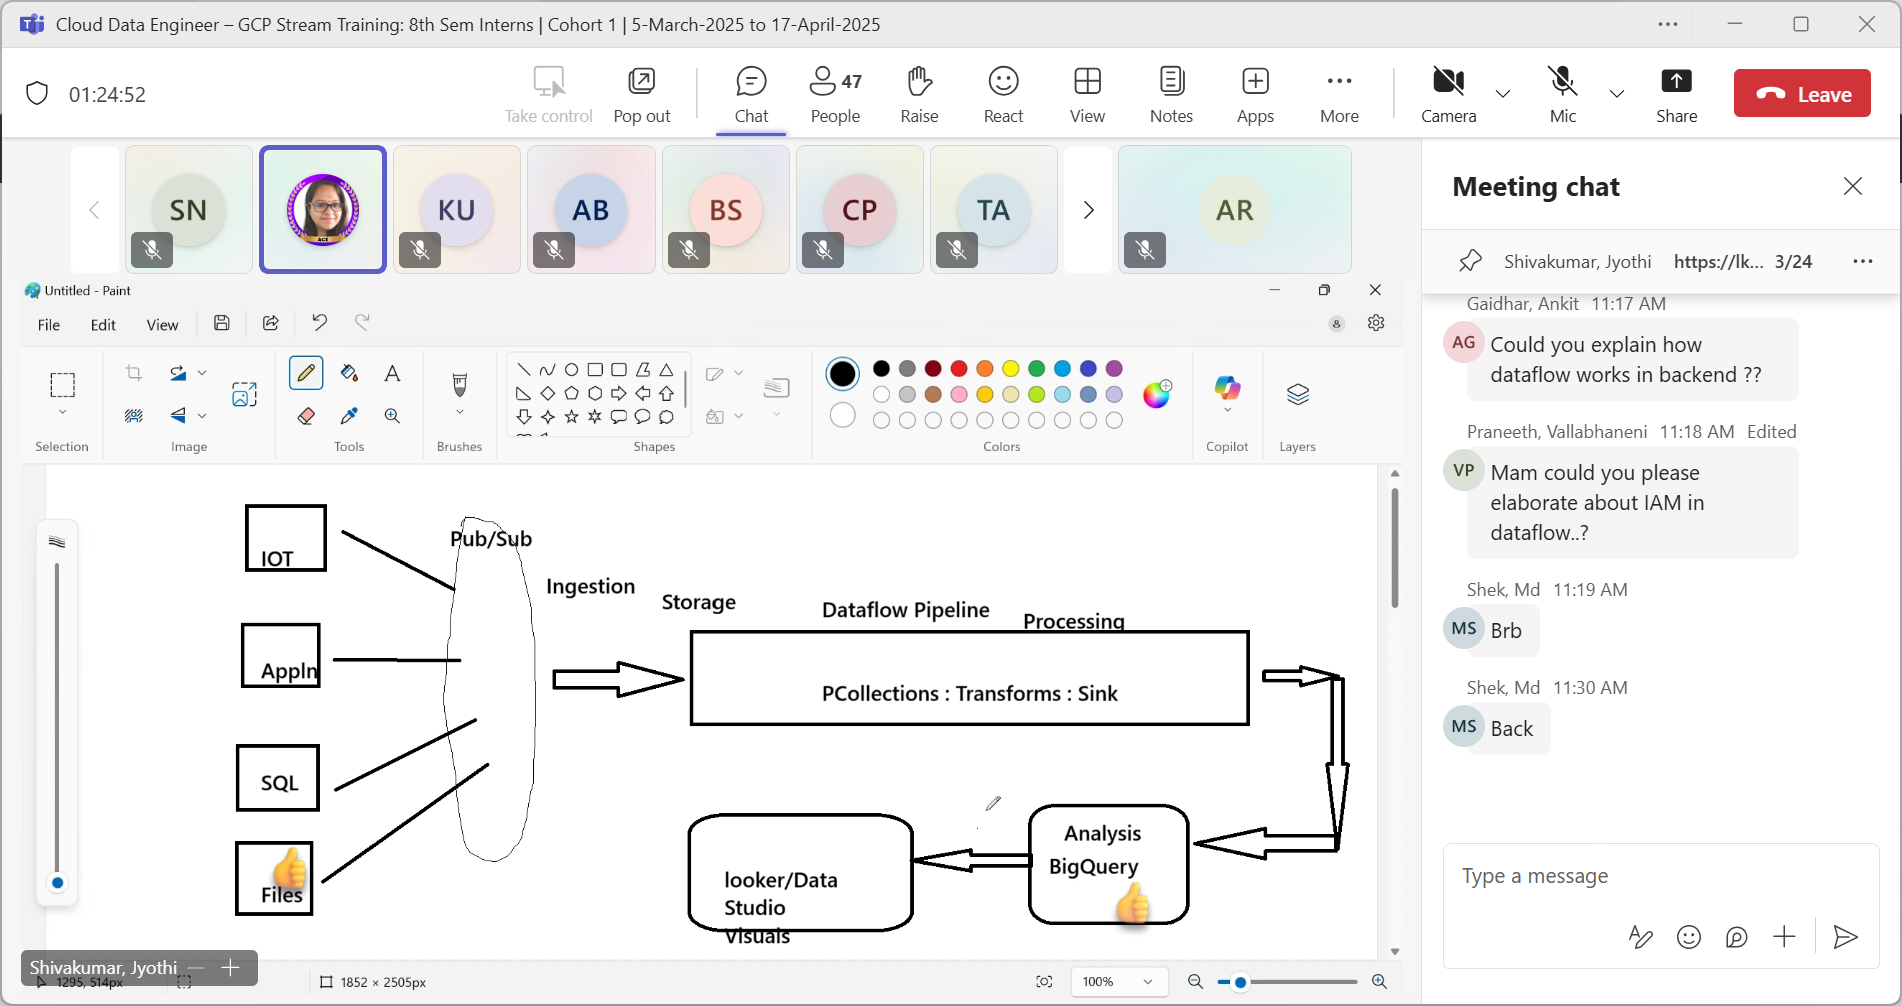 Cloud Data Engineer – GCP Stream Training: 8th Sem Interns | Cohort 1 | 5-March-2025 to 17-April-2025
01:24:52
Take control
Pop out
Chat
47
People
Raise
React
View
Notes
Apps
More
Camera
Mic
Share
Leave
SN
ACE
KU
AB
BS
CP
TA
AR
Untitled - Paint
File
Edit
View
Selection
Image
Tools
Brushes
Shapes
Colors
Copilot
Layers
IOT
Appln
SQL
Files
Pub/Sub
Ingestion
Storage
Dataflow Pipeline
Processing
PCollections : Transforms : Sink
Analysis
BigQuery
looker/Data
Studio
Visuals
Shivakumar, Jyothi
1295, 514px
1852 × 2505px
100%
Meeting chat
Shivakumar, Jyothi https://lk... 3/24
Gaidhar, Ankit 11:17 AM
AG
Could you explain how
dataflow works in backend ??
Praneeth, Vallabhaneni 11:18 AM Edited
VP
Mam could you please
elaborate about IAM in
dataflow..?
Shek, Md 11:19 AM
MS
Brb
Shek, Md 11:30 AM
MS
Back
Type a message